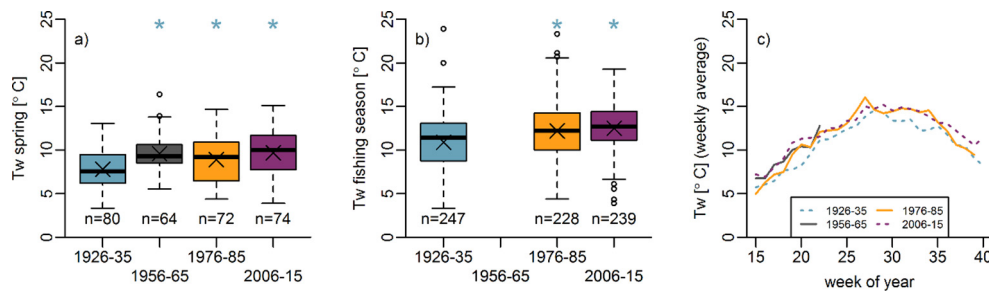 a)
Tw spring [° C]
25
20
15
10
5
0
* * *
n=80 n=64 n=72 n=74
1926-35 1976-85
1956-65 2006-15
b)
Tw fishing season [° C]
25
20
15
10
5
0
* *
n=247 n=228 n=239
1926-35 1976-85
1956-65 2006-15
c)
Tw [° C] (weekly average)
25
20
15
10
5
0
1926-35 1976-85
1956-65 2006-15
15 20 25 30 35 40
week of year